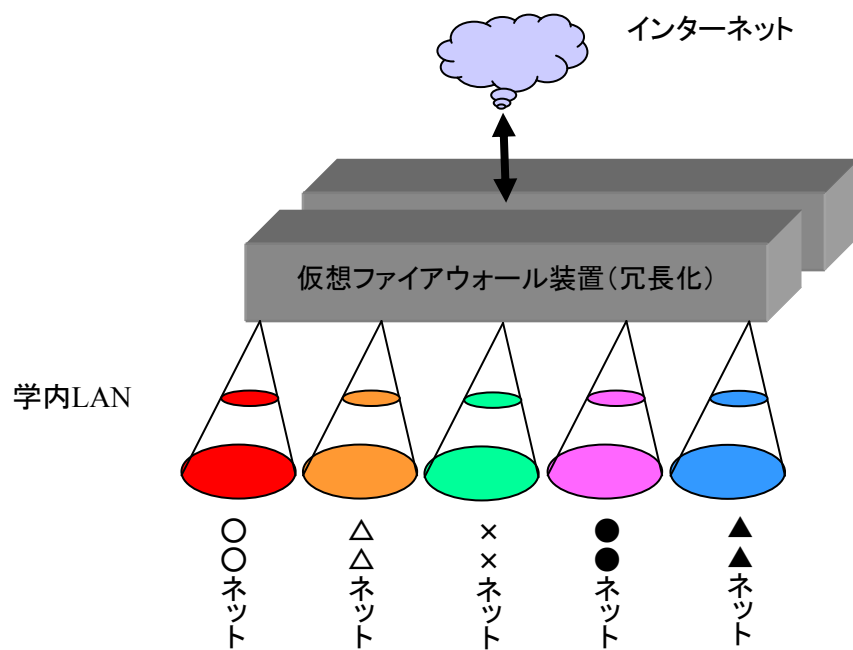 インターネット
仮想ファイアウォール装置(冗長化)
学内LAN
○○ネット
△△ネット
××ネット
●●ネット
▲▲ネット